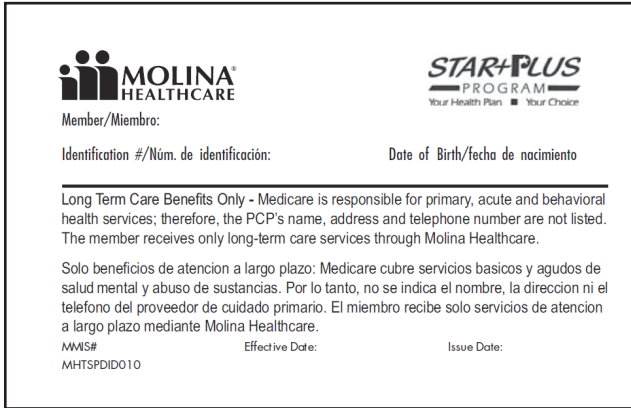 MOLINA®
HEALTHCARE
STAR+PLUS
PROGRAM
Your Health Plan ■ Your Choice
Member/Miembro:
Identification #/Núm. de identificación:
Date of Birth/fecha de nacimiento
Long Term Care Benefits Only - Medicare is responsible for primary, acute and behavioral
health services; therefore, the PCP's name, address and telephone number are not listed.
The member receives only long-term care services through Molina Healthcare.
Solo beneficios de atencion a largo plazo: Medicare cubre servicios basicos y agudos de
salud mental y abuso de sustancias. Por lo tanto, no se indica el nombre, la direccion ni el
telefono del proveedor de cuidado primario. El miembro recibe solo servicios de atencion
a largo plazo mediante Molina Healthcare.
MMIS#
Effective Date:
Issue Date:
MHTSPDID010